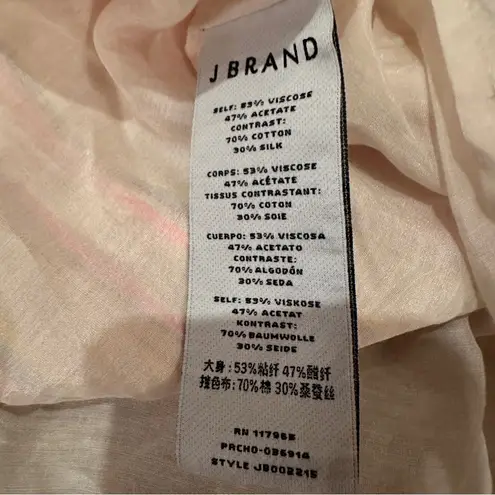 J BRAND
SELF: 53% VISCOSE
47% ACETATE
CONTRAST:
70% COTTON
30% SILK
CORPS: 53% VISCOSE
47% ACÉTATE
TISSUS CONTRASTANT:
70% COTON
30% SOIE
CUERPO: 53% VISCOSA
47% ACETATO
CONTRASTE:
70% ALGODÓN
30% SEDA
SELF: 53% VISKOSE
47% ACETAT
KONTRAST:
70% BAUMWOLLE
30% SEIDE
大身:53%粘纤 47%醋纤
撞色布:70%棉 30%桑蚕丝
RN 117965
PRCHO-035914
STYLE JB002215